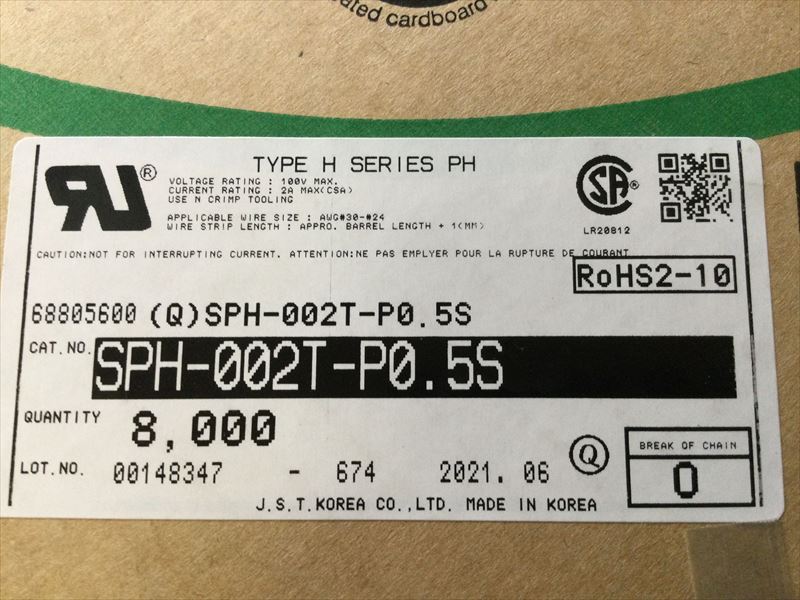 ated cardboard
TYPE H SERIES PH
VOLTAGE RATING : 100V MAX.
CURRENT RATING : 2A MAX(CSA)
USE N CRIMP TOOLING
APPLICABLE WIRE SIZE : AWG#30-#24
WIRE STRIP LENGTH : APPRO. BARREL LENGTH + 1(MM)
RU®
SA®
LR20812
CAUTION:NOT FOR INTERRUPTING CURRENT. ATTENTION:NE PAS EMPLYER POUR LA RUPTURE DE COURANT
RoHS2-10
68805600 (Q)SPH-002T-P0.5S
CAT.NO. SPH-002T-P0.5S
QUANTITY 8,000
LOT.NO. 00148347 - 674 2021. 06 Q
BREAK OF CHAIN
0
J.S.T.KOREA CO.,LTD. MADE IN KOREA